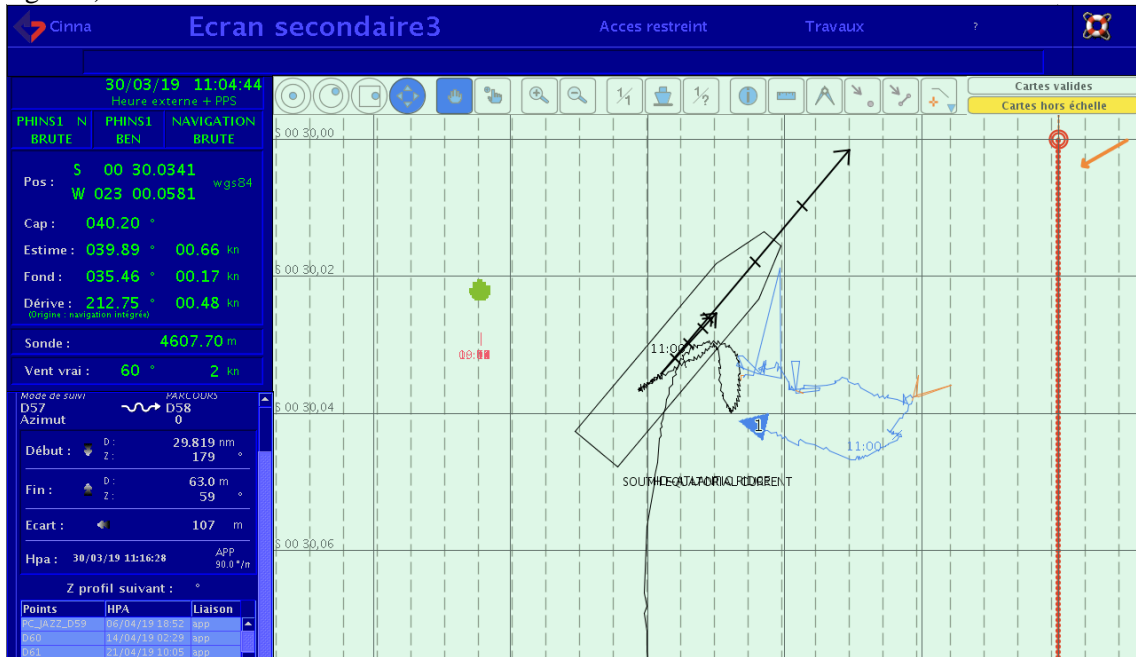 Cinna Ecran secondaire3 Acces restreint Travaux ?
30/03/19 11:04:44
Heure externe + PPS
PHINS1 N PHINS1 NAVIGATION
BRUTE BEN BRUTE
Pos : S 00 30.0341
W 023 00.0581 wgs84
Cap : 040.20 °
Estime : 039.89 ° 00.66 kn
Fond : 035.46 ° 00.17 kn
Dérive : 212.75 ° 00.48 kn
(Origine : navigation intégrée)
Sonde : 4607.70 m
Vent vrai : 60 ° 2 kn
Mode de suivi PARCOURS
D57 D58
Azimut 0
Début : D : 29.819 nm
Z : 179 °
Fin : D : 63.0 m
Z : 59 °
Ecart : 107 m
Hpa : 30/03/19 11:16:28 APP
90.0°/m
Z profil suivant : °
Points HPA Liaison
PC_JAZZ_D59 06/04/19 18:52 app
D60 14/04/19 02:29 app
D61 21/04/19 10:05 app
1/1 1/?
Cartes valides
Cartes hors échelle
S 00 30,00
S 00 30,02
11:00
S 00 30,04
1
11:00
S 00 30,06